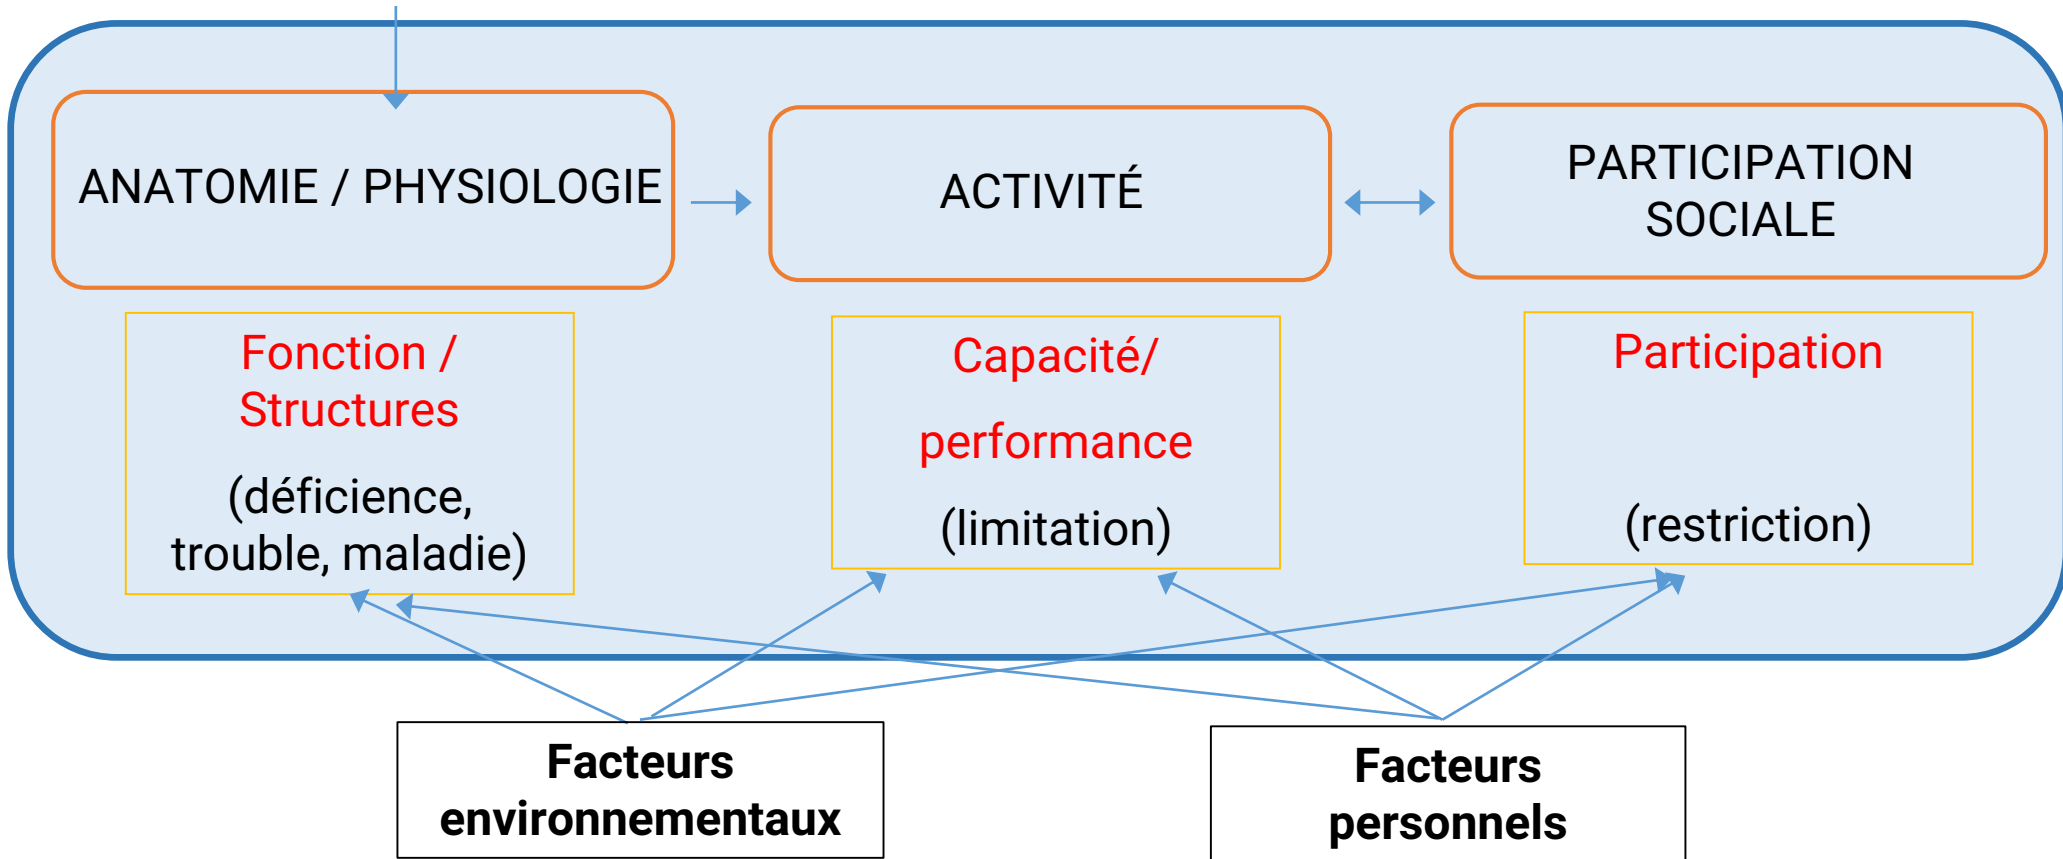 ANATOMIE / PHYSIOLOGIE
ACTIVITÉ
PARTICIPATION
SOCIALE
Fonction /
Structures
(déficience,
trouble, maladie)
Capacité/
performance
(limitation)
Participation
(restriction)
Facteurs
environnementaux
Facteurs
personnels